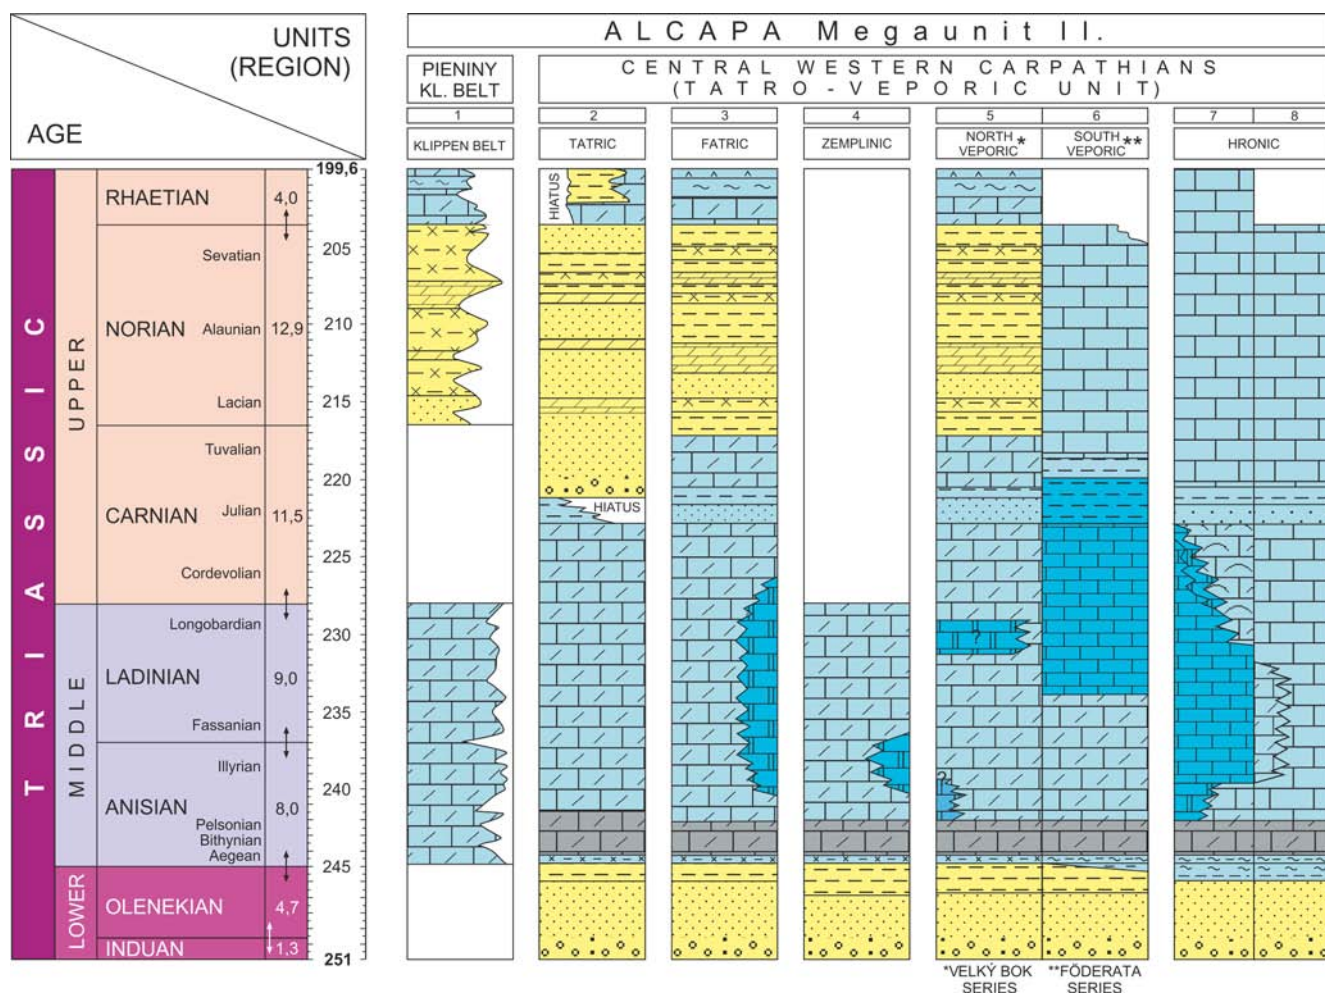 UNITS
(REGION)
AGE
ALCAPA Megaunit II.
PIENINY
KL. BELT
CENTRAL WESTERN CARPATHIANS
(TATRO-VEPORIC UNIT)
1
2
3
4
5
6
7
8
KLIPPEN BELT
TATRIC
FATRIC
ZEMPLINIC
NORTH
VEPORIC *
SOUTH
VEPORIC **
HRONIC
TRIASSIC
UPPER
MIDDLE
LOWER
RHAETIAN
4,0
Sevatian
NORIAN
Alaunian
12,9
Lacian
Tuvalian
CARNIAN
Julian
11,5
Cordevolian
Longobardian
LADINIAN
9,0
Fassanian
Illyrian
ANISIAN
8,0
Pelsonian
Bithynian
Aegean
OLENEKIAN
4,7
INDUAN
1,3
199,6
205
210
215
220
225
230
235
240
245
251
HIATUS
HIATUS
?
?
*VELKÝ BOK
SERIES
**FÖDERATA
SERIES